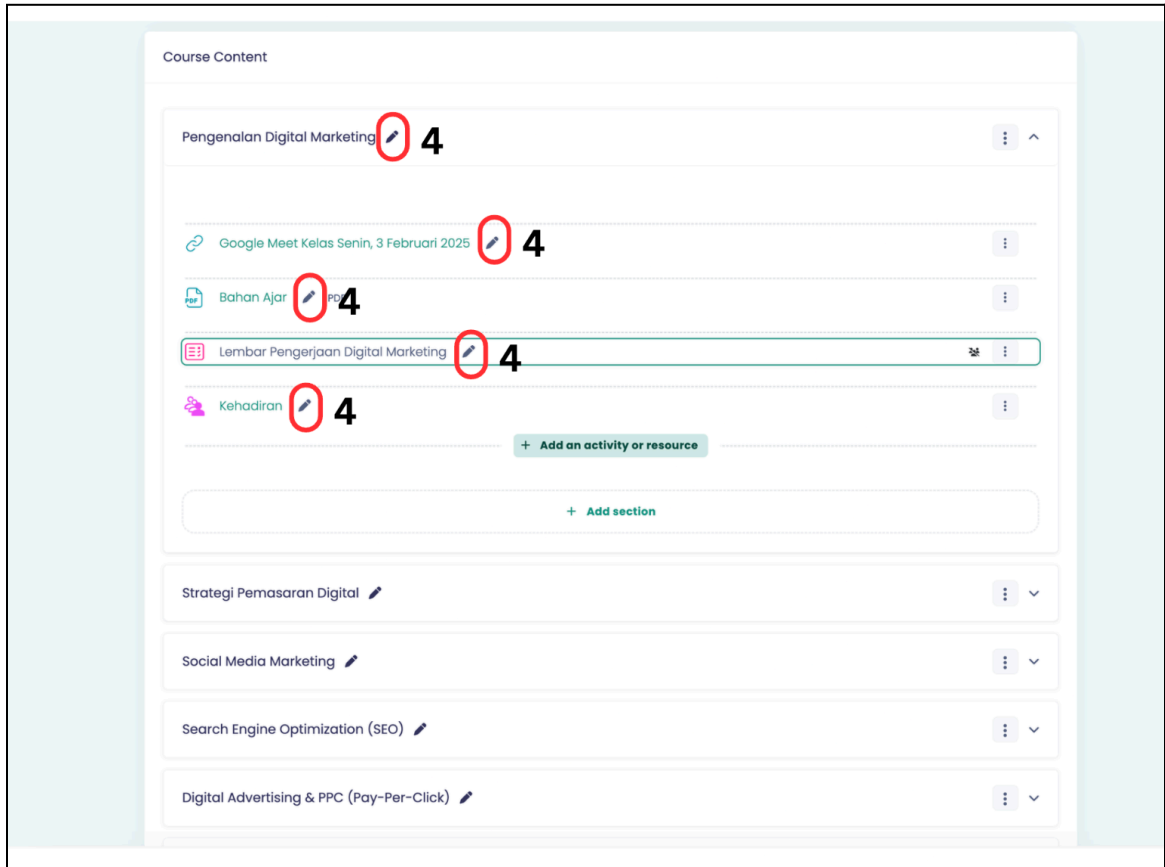 Course Content
Pengenalan Digital Marketing 4
Google Meet Kelas Senin, 3 Februari 2025 4
Bahan Ajar 4
Lembar Pengerjaan Digital Marketing 4
Kehadiran 4
+ Add an activity or resource
+ Add section
Strategi Pemasaran Digital
Social Media Marketing
Search Engine Optimization (SEO)
Digital Advertising & PPC (Pay-Per-Click)